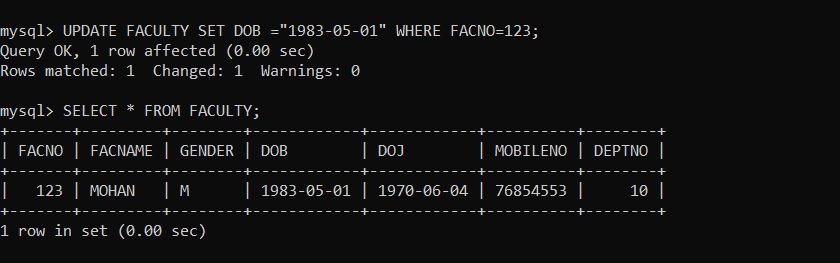 mysql> UPDATE FACULTY SET DOB ="1983-05-01" WHERE FACNO=123;
Query OK, 1 row affected (0.00 sec)
Rows matched: 1  Changed: 1  Warnings: 0
mysql> SELECT * FROM FACULTY;
+-------+---------+--------+------------+------------+----------+--------+
| FACNO | FACNAME | GENDER | DOB        | DOJ        | MOBILENO | DEPTNO |
+-------+---------+--------+------------+------------+----------+--------+
|   123 | MOHAN   | M      | 1983-05-01 | 1970-06-04 | 76854553 |     10 |
+-------+---------+--------+------------+------------+----------+--------+
1 row in set (0.00 sec)